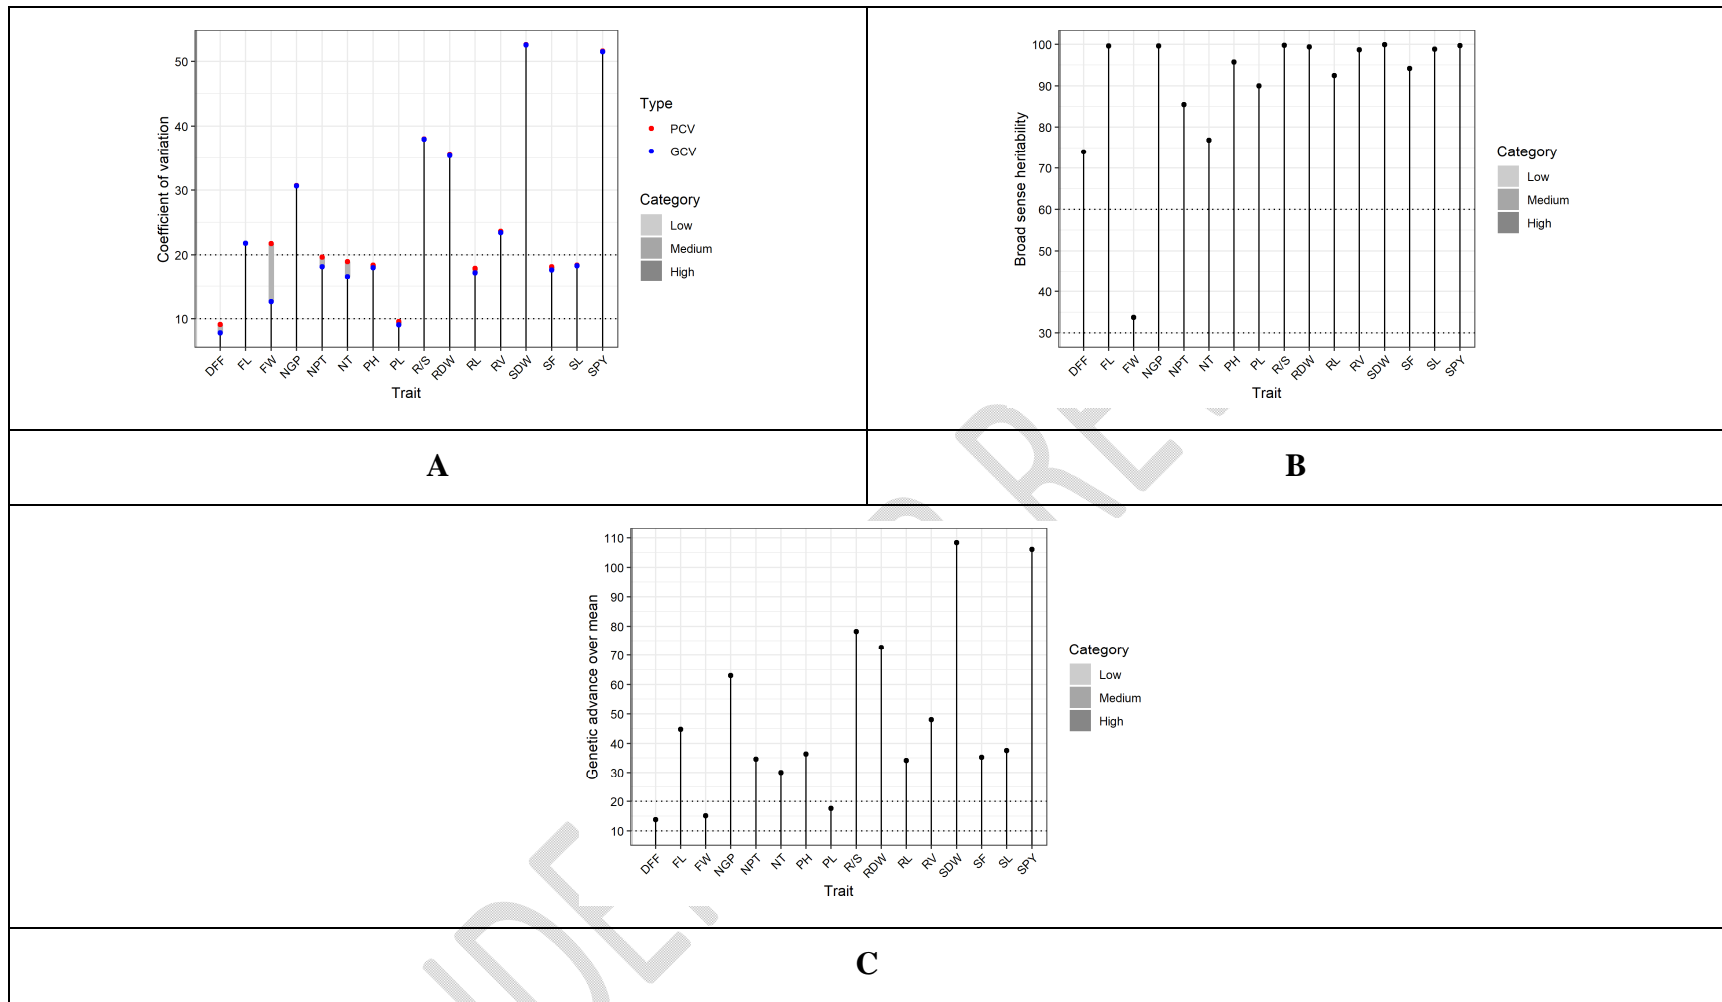 50
40
30
20
10
Coefficient of variation
DFF FL FW NGP NPT NT PH PL R/S RDW RL RV SDW SF SL SPY
Trait
Type
PCV
GCV
Category
Low
Medium
High
A
100
90
80
70
60
50
40
30
Broad sense heritability
DFF FL FW NGP NPT NT PH PL R/S RDW RL RV SDW SF SL SPY
Trait
Category
Low
Medium
High
B
110
100
90
80
70
60
50
40
30
20
10
Genetic advance over mean
DFF FL FW NGP NPT NT PH PL R/S RDW RL RV SDW SF SL SPY
Trait
Category
Low
Medium
High
C